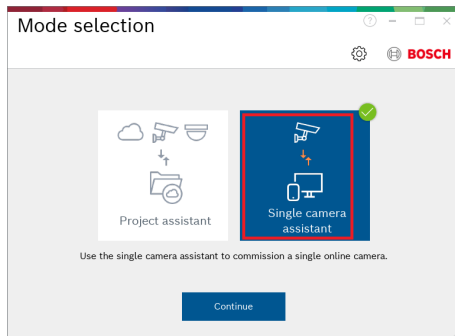 Mode selection
?
BOSCH
Project assistant
Single camera
assistant
Use the single camera assistant to commission a single online camera.
Continue